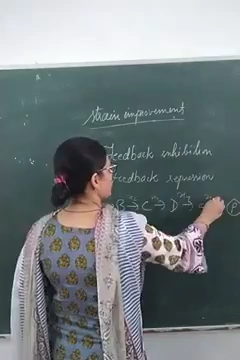 Strain improvement
Feedback inhibition
Feedback repression
B → C → D → P